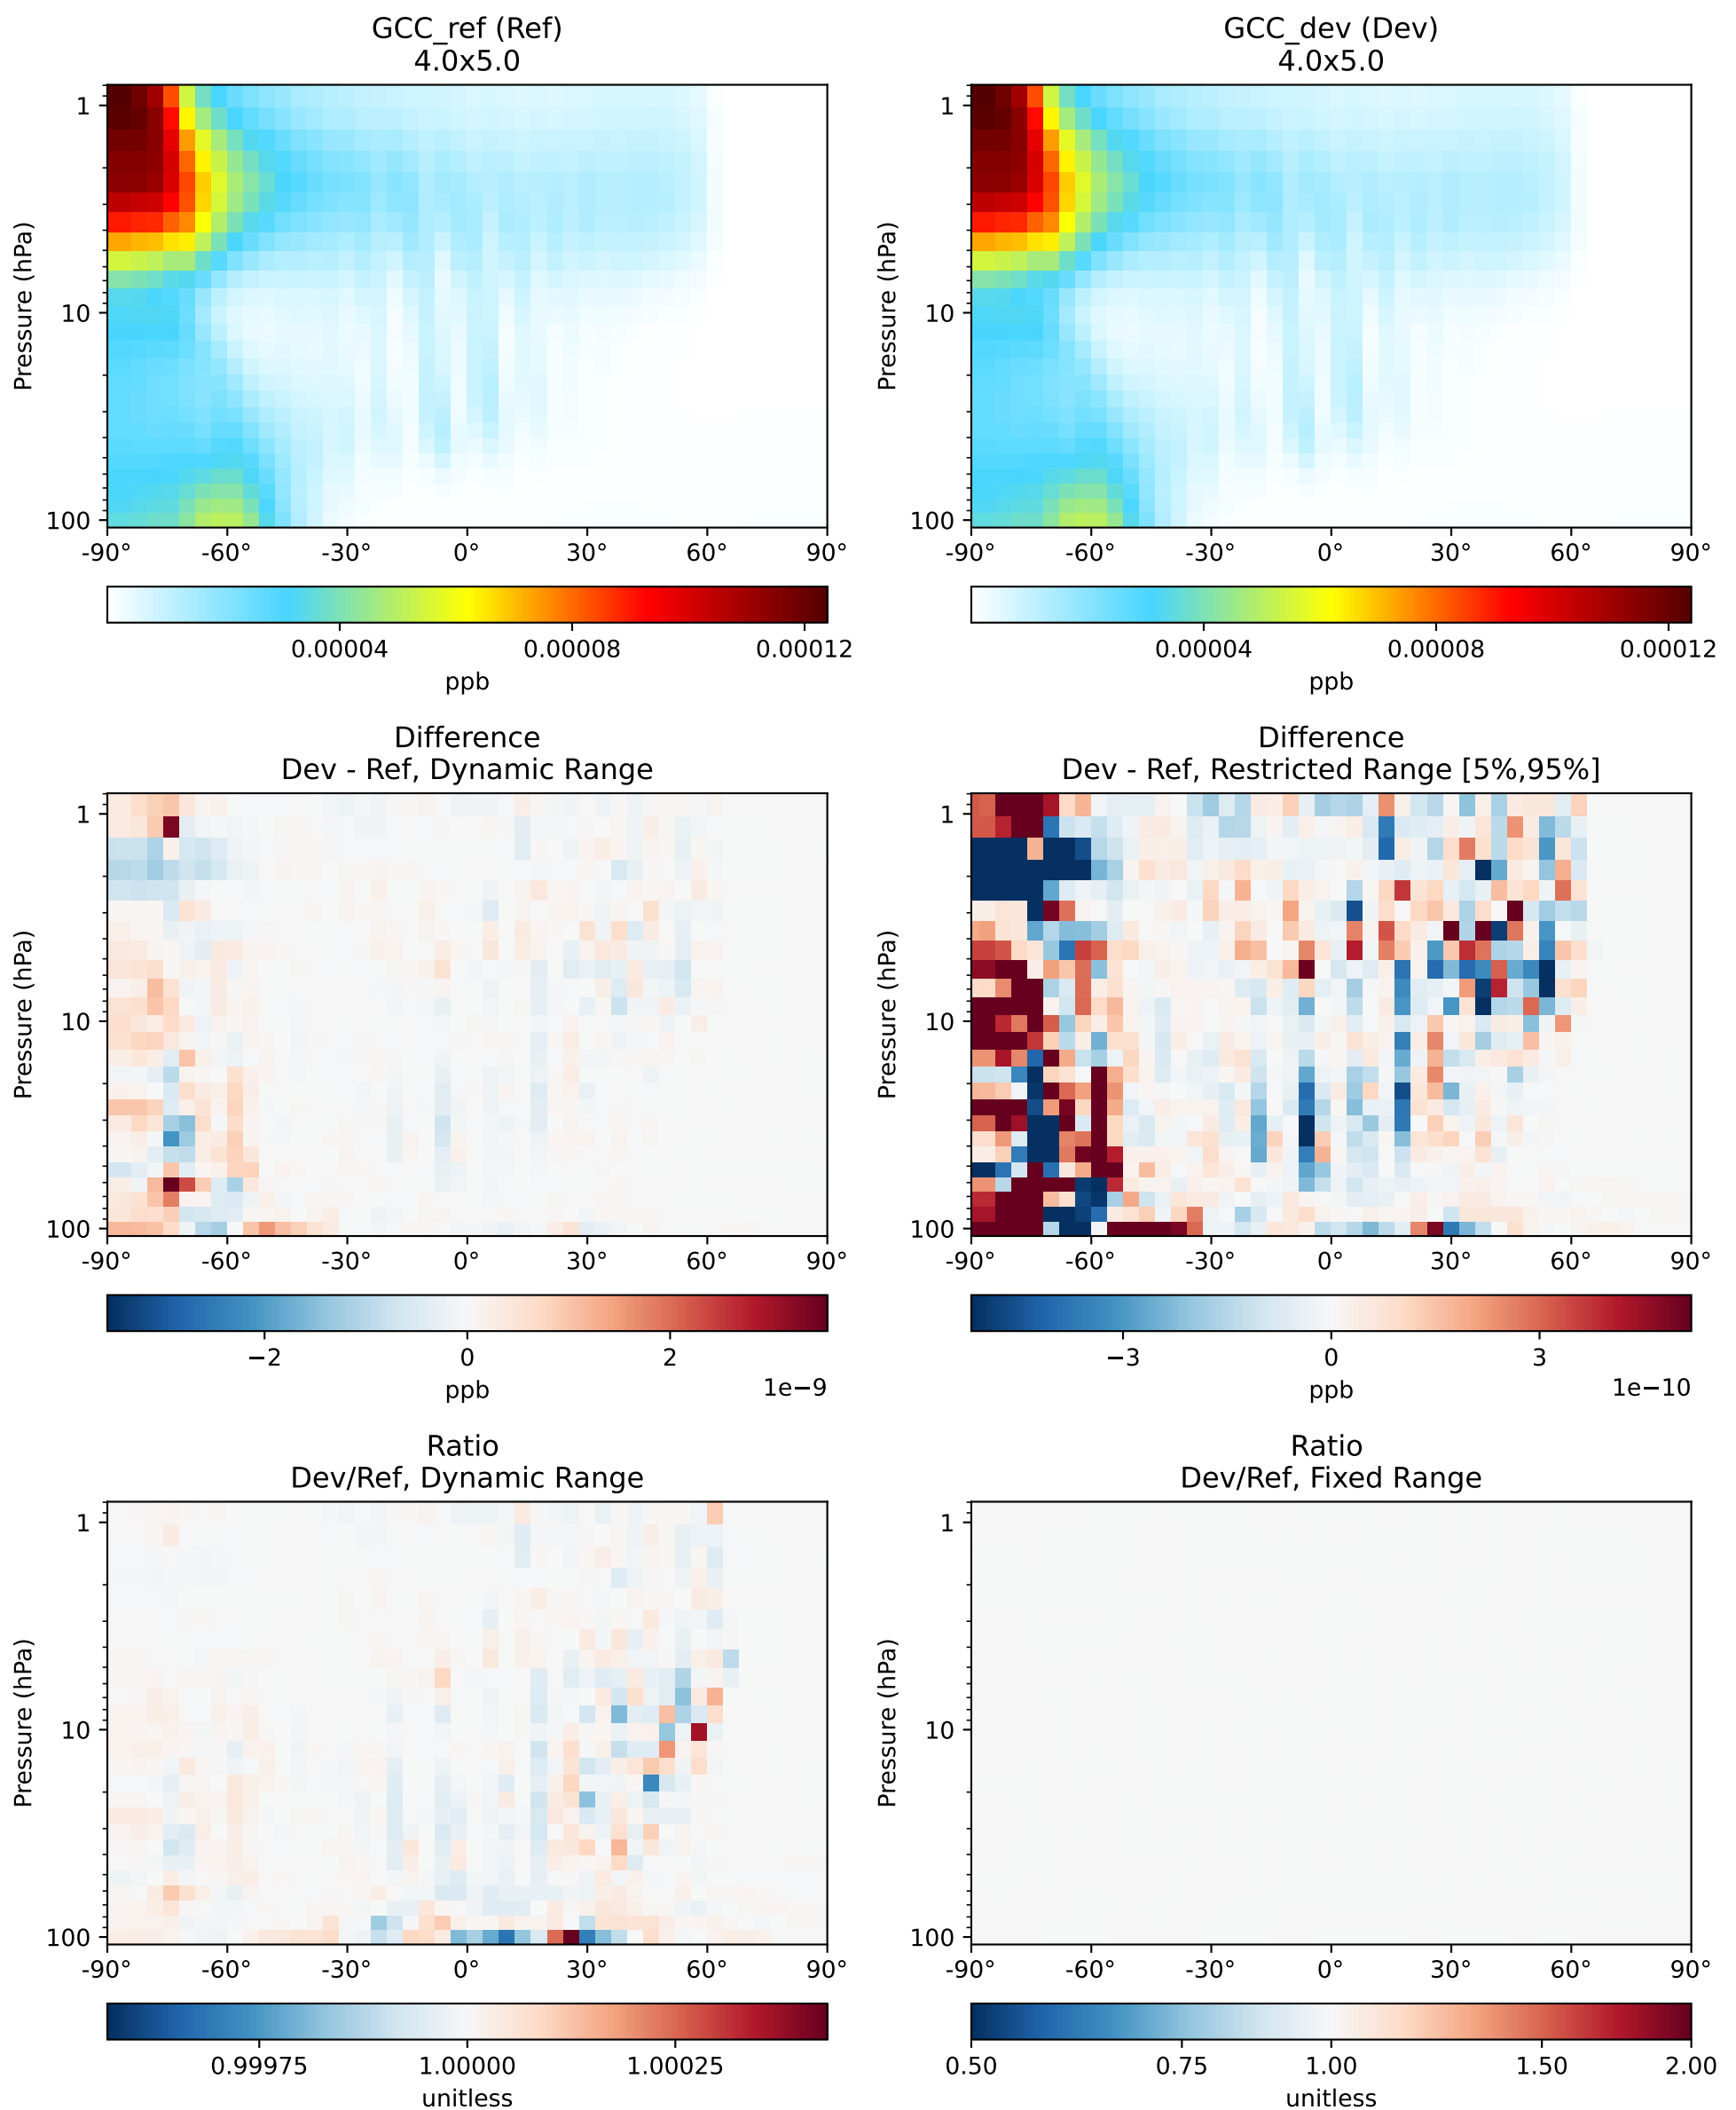 GCC_ref (Ref)
4.0x5.0
GCC_dev (Dev)
4.0x5.0
Pressure (hPa)
1
10
100
-90° -60° -30° 0° 30° 60° 90°
0.00004 0.00008 0.00012
ppb
Pressure (hPa)
1
10
100
-90° -60° -30° 0° 30° 60° 90°
0.00004 0.00008 0.00012
ppb
Difference
Dev - Ref, Dynamic Range
Pressure (hPa)
1
10
100
-90° -60° -30° 0° 30° 60° 90°
−2 0 2
ppb
1e−9
Difference
Dev - Ref, Restricted Range [5%,95%]
Pressure (hPa)
1
10
100
-90° -60° -30° 0° 30° 60° 90°
−3 0 3
ppb
1e−10
Ratio
Dev/Ref, Dynamic Range
Pressure (hPa)
1
10
100
-90° -60° -30° 0° 30° 60° 90°
0.99975 1.00000 1.00025
unitless
Ratio
Dev/Ref, Fixed Range
Pressure (hPa)
1
10
100
-90° -60° -30° 0° 30° 60° 90°
0.50 0.75 1.00 1.50 2.00
unitless